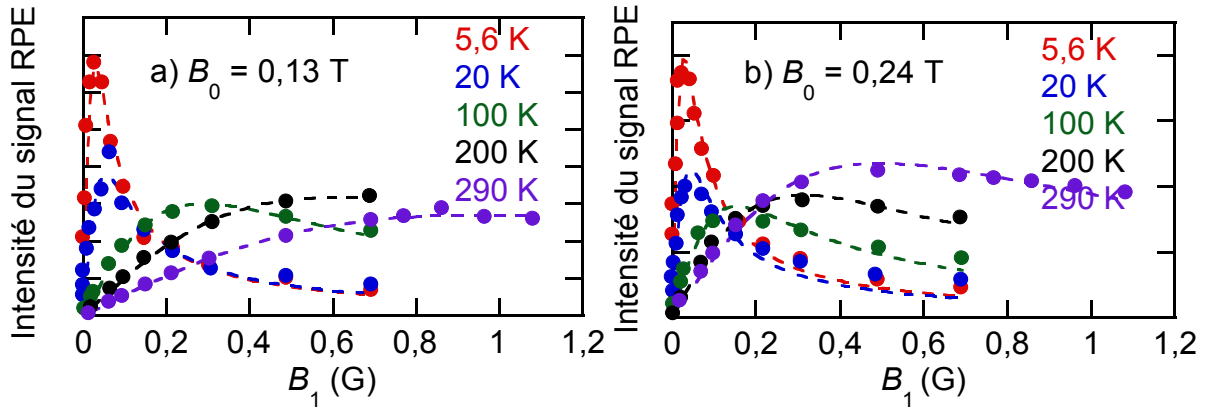 Intensité du signal RPE
a) B₀ = 0,13 T
5,6 K
20 K
100 K
200 K
290 K
0 0,2 0,4 0,6 0,8 1 1,2
B₁ (G)
Intensité du signal RPE
b) B₀ = 0,24 T
5,6 K
20 K
100 K
200 K
290 K
0 0,2 0,4 0,6 0,8 1 1,2
B₁ (G)